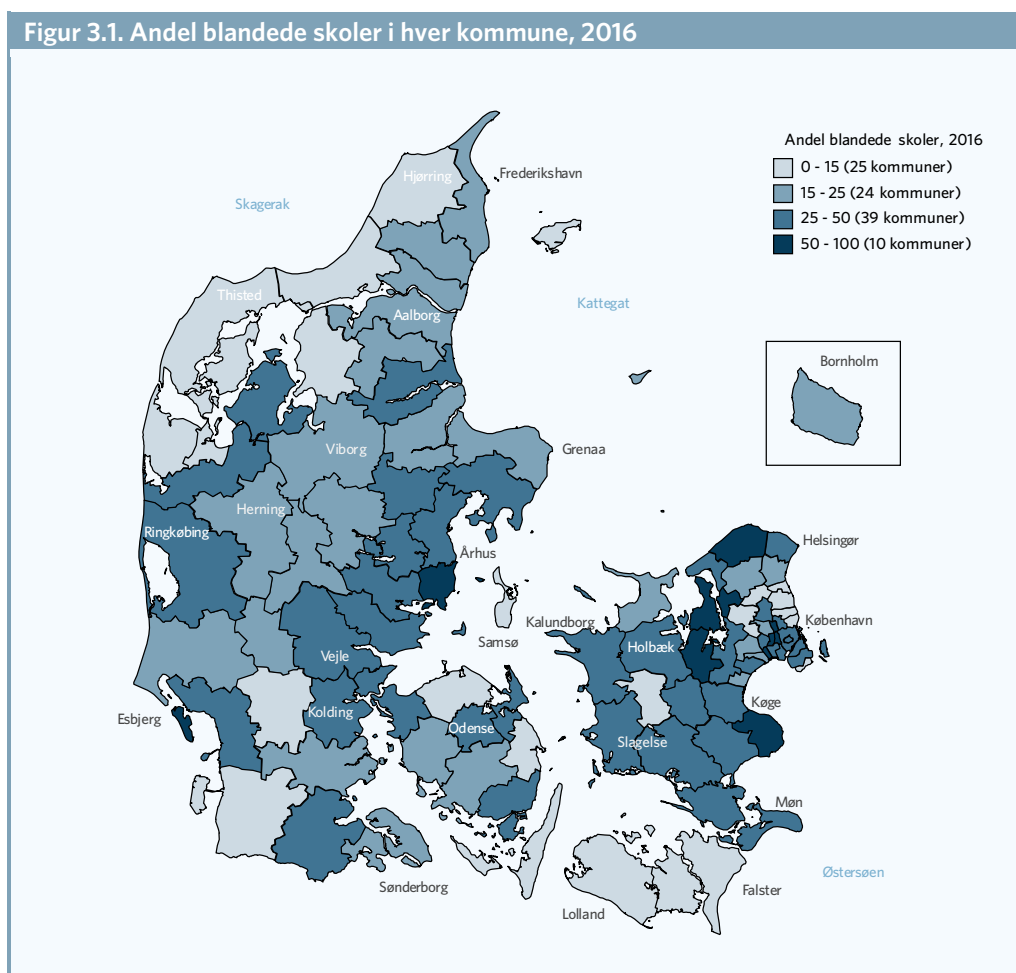 Figur 3.1. Andel blandede skoler i hver kommune, 2016
Andel blandede skoler, 2016
0 - 15 (25 kommuner)
15 - 25 (24 kommuner)
25 - 50 (39 kommuner)
50 - 100 (10 kommuner)
Hjørring
Frederikshavn
Skagerak
Thisted
Kattegat
Aalborg
Bornholm
Viborg
Grenaa
Herning
Ringkøbing
Helsingør
Århus
Kalundborg
København
Samsø
Holbæk
Vejle
Køge
Kolding
Esbjerg
Odense
Slagelse
Møn
Østersøen
Sønderborg
Falster
Lolland